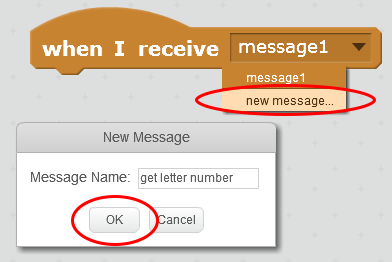 when I receive message1
message1
new message...
New Message
Message Name: get letter number
OK Cancel